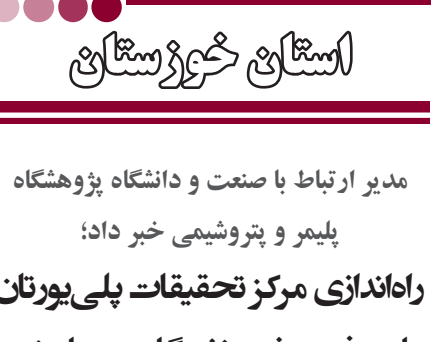 استان خوزستان
مدیر ارتباط با صنعت و دانشگاه پژوهشگاه
پلیمر و پتروشیمی خبر داد؛
راه‌اندازی مرکز تحقیقات پلی‌یورتان